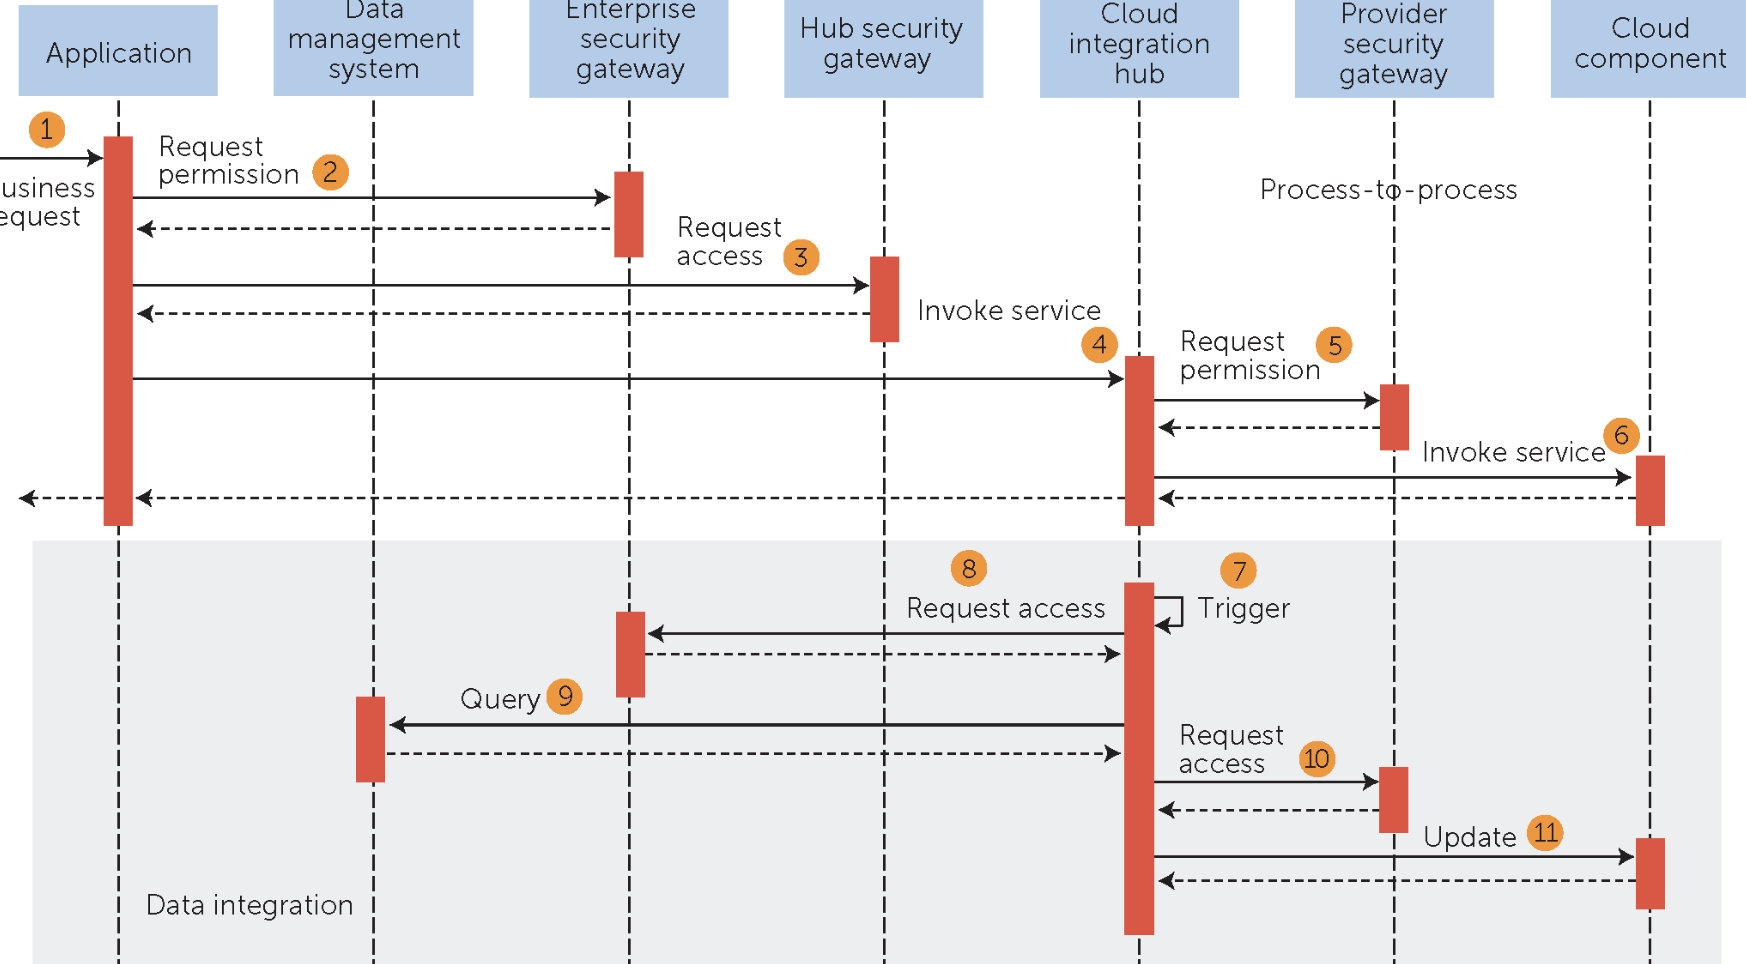 Application
Data
management
system
Enterprise
security
gateway
Hub security
gateway
Cloud
integration
hub
Provider
security
gateway
Cloud
component
1
usiness
equest
Request
permission 2
Process-to-process
Request
access 3
Invoke service
4
Request
permission 5
Invoke service 6
7
Trigger
8
Request access
Query 9
Request
access 10
Update 11
Data integration